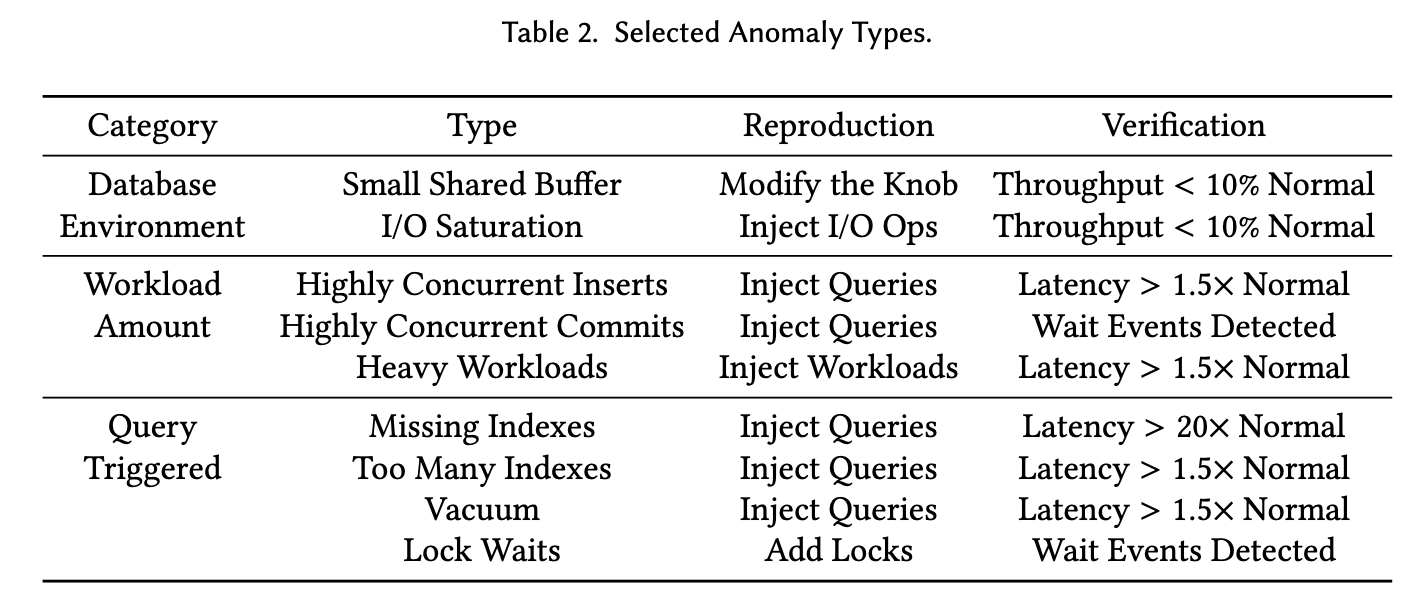 Table 2. Selected Anomaly Types.
Category Type Reproduction Verification
Database Small Shared Buffer Modify the Knob Throughput < 10% Normal
Environment I/O Saturation Inject I/O Ops Throughput < 10% Normal
Workload Highly Concurrent Inserts Inject Queries Latency > 1.5× Normal
Amount Highly Concurrent Commits Inject Queries Wait Events Detected
Heavy Workloads Inject Workloads Latency > 1.5× Normal
Query Missing Indexes Inject Queries Latency > 20× Normal
Triggered Too Many Indexes Inject Queries Latency > 1.5× Normal
Vacuum Inject Queries Latency > 1.5× Normal
Lock Waits Add Locks Wait Events Detected